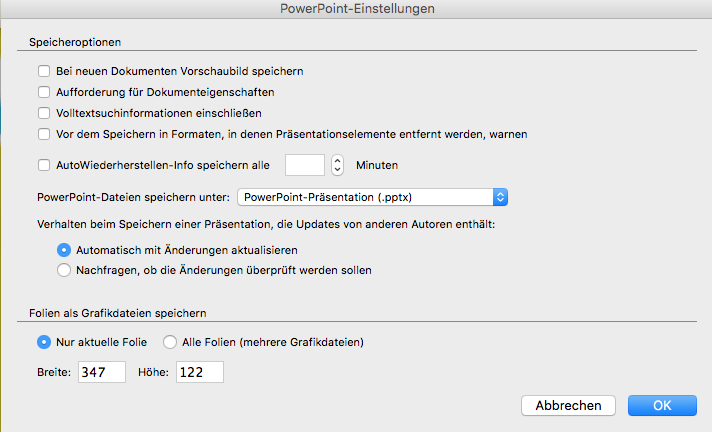 PowerPoint-Einstellungen
Speicheroptionen
Bei neuen Dokumenten Vorschaubild speichern
Aufforderung für Dokumenteigenschaften
Volltextsuchinformationen einschließen
Vor dem Speichern in Formaten, in denen Präsentationselemente entfernt werden, warnen
AutoWiederherstellen-Info speichern alle Minuten
PowerPoint-Dateien speichern unter: PowerPoint-Präsentation (.pptx)
Verhalten beim Speichern einer Präsentation, die Updates von anderen Autoren enthält:
Automatisch mit Änderungen aktualisieren
Nachfragen, ob die Änderungen überprüft werden sollen
Folien als Grafikdateien speichern
Nur aktuelle Folie Alle Folien (mehrere Grafikdateien)
Breite: 347 Höhe: 122
Abbrechen OK